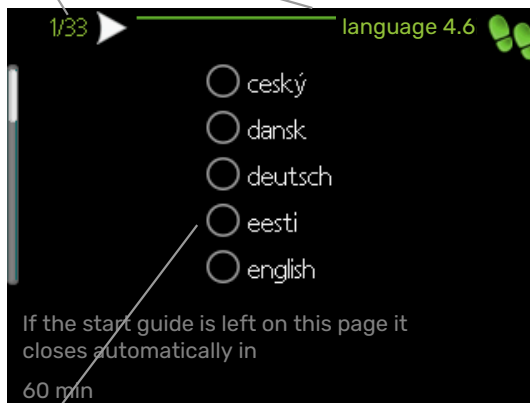 1/33
language 4.6
ceský
dansk
deutsch
eesti
english
If the start guide is left on this page it
closes automatically in
60 min